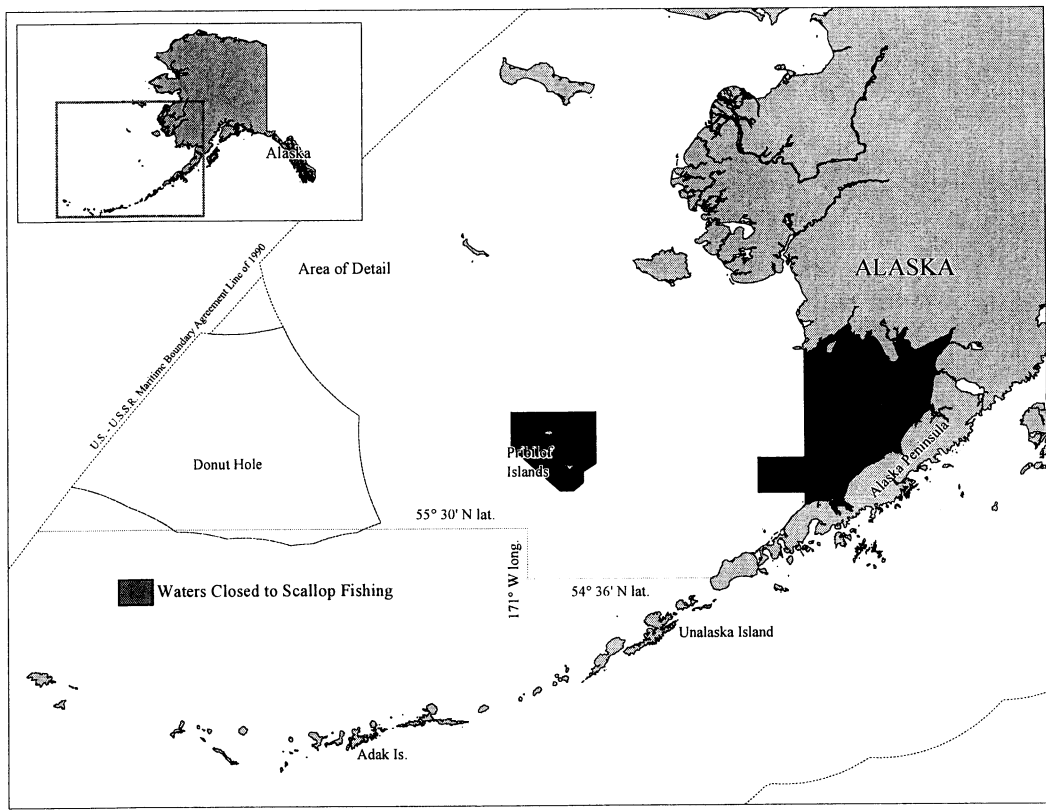 Alaska
U.S. - U.S.S.R. Maritime Boundary Agreement Line of 1990
Area of Detail
ALASKA
Donut Hole
Pribilof
Islands
Alaska Peninsula
55° 30' N lat.
171° W long.
54° 36' N lat.
Waters Closed to Scallop Fishing
Unalaska Island
Adak Is.